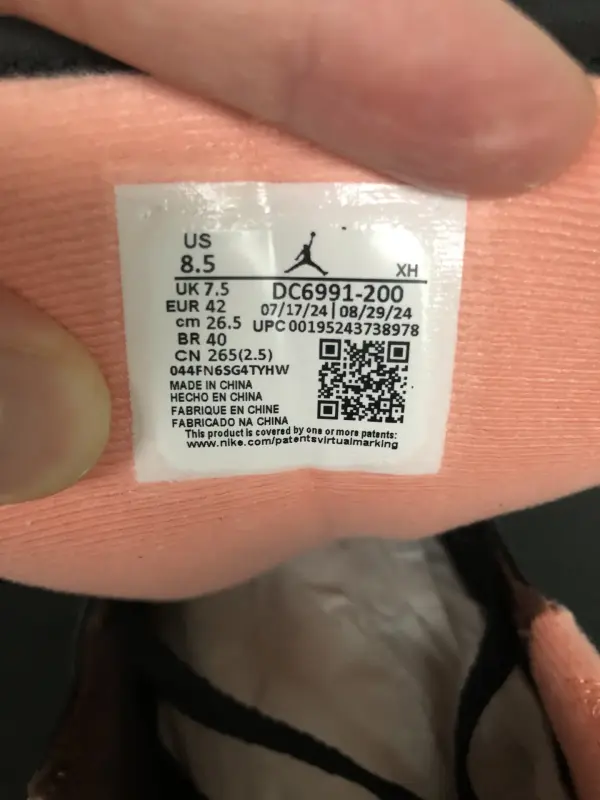 US
8.5
XH
UK 7.5
DC6991-200
EUR 42
07/17/24 | 08/29/24
cm 26.5
UPC 00195243738978
BR 40
CN 265(2.5)
044FN6SG4TYHW
MADE IN CHINA
HECHO EN CHINA
FABRIQUE EN CHINE
FABRICADO NA CHINA
This product is covered by one or more patents:
www.nike.com/patentsvirtualmarking